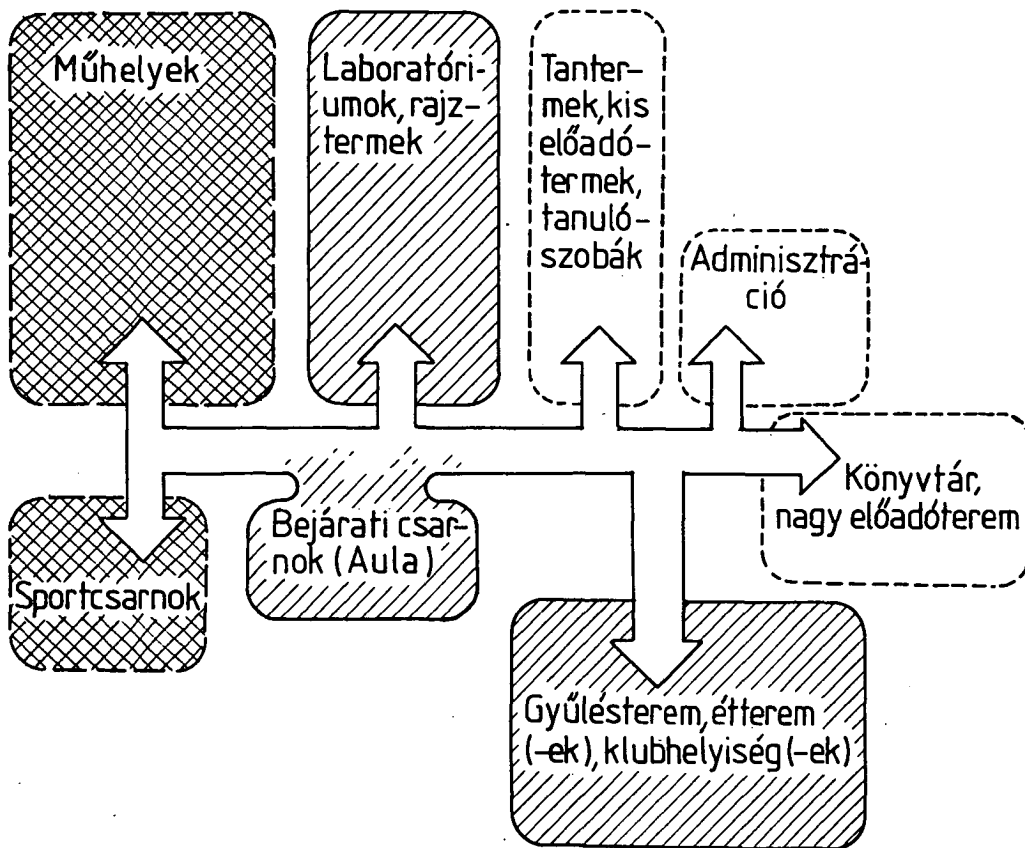 Műhelyek
Laboratóri-
umok, rajz-
termek
Tanter-
mek, kis
előadó-
termek,
tanuló-
szobák
Adminisztrá-
ció
Könyvtár,
nagy előadóterem
Bejárati csar-
nok (Aula)
Sportcsarnok
Gyűlésterem, étterem
(-ek), klubhelyiség (-ek)